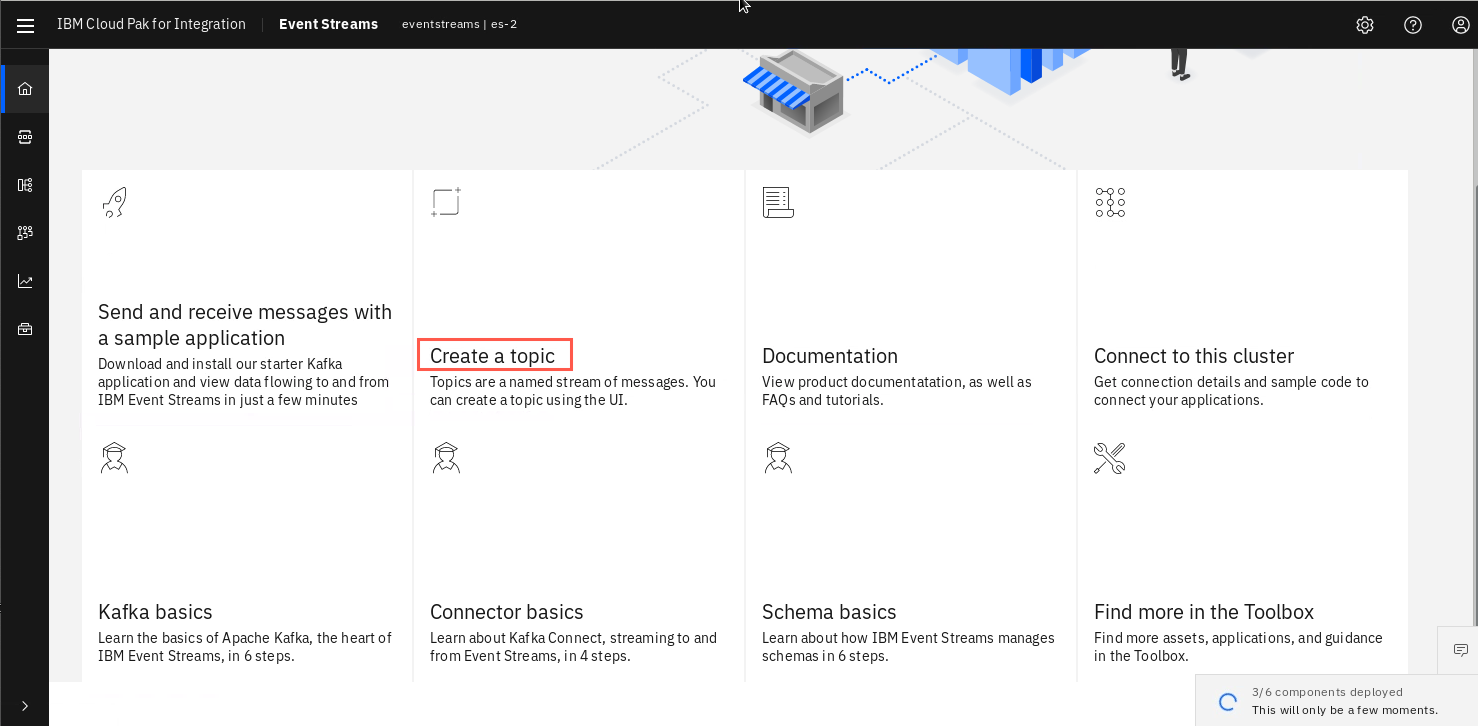 IBM Cloud Pak for Integration
Event Streams
eventstreams | es-2
Send and receive messages with
a sample application
Download and install our starter Kafka
application and view data flowing to and from
IBM Event Streams in just a few minutes
Create a topic
Topics are a named stream of messages. You
can create a topic using the UI.
Documentation
View product documentatation, as well as
FAQs and tutorials.
Connect to this cluster
Get connection details and sample code to
connect your applications.
Kafka basics
Learn the basics of Apache Kafka, the heart of
IBM Event Streams, in 6 steps.
Connector basics
Learn about Kafka Connect, streaming to and
from Event Streams, in 4 steps.
Schema basics
Learn about how IBM Event Streams manages
schemas in 6 steps.
Find more in the Toolbox
Find more assets, applications, and guidance
in the Toolbox.
3/6 components deployed
This will only be a few moments.